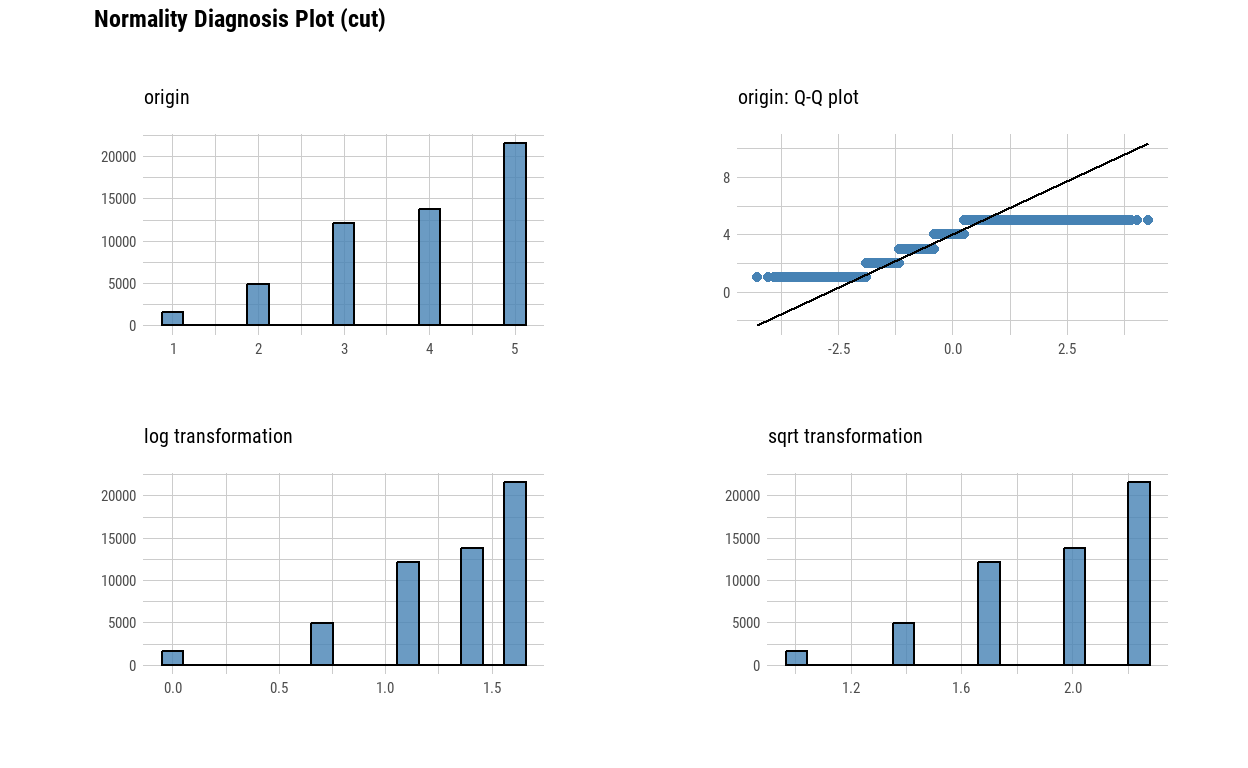 Normality Diagnosis Plot (cut)
origin
20000
15000
10000
5000
0
1 2 3 4 5
origin: Q-Q plot
8
4
0
-2.5 0.0 2.5
log transformation
20000
15000
10000
5000
0
0.0 0.5 1.0 1.5
sqrt transformation
20000
15000
10000
5000
0
1.2 1.6 2.0